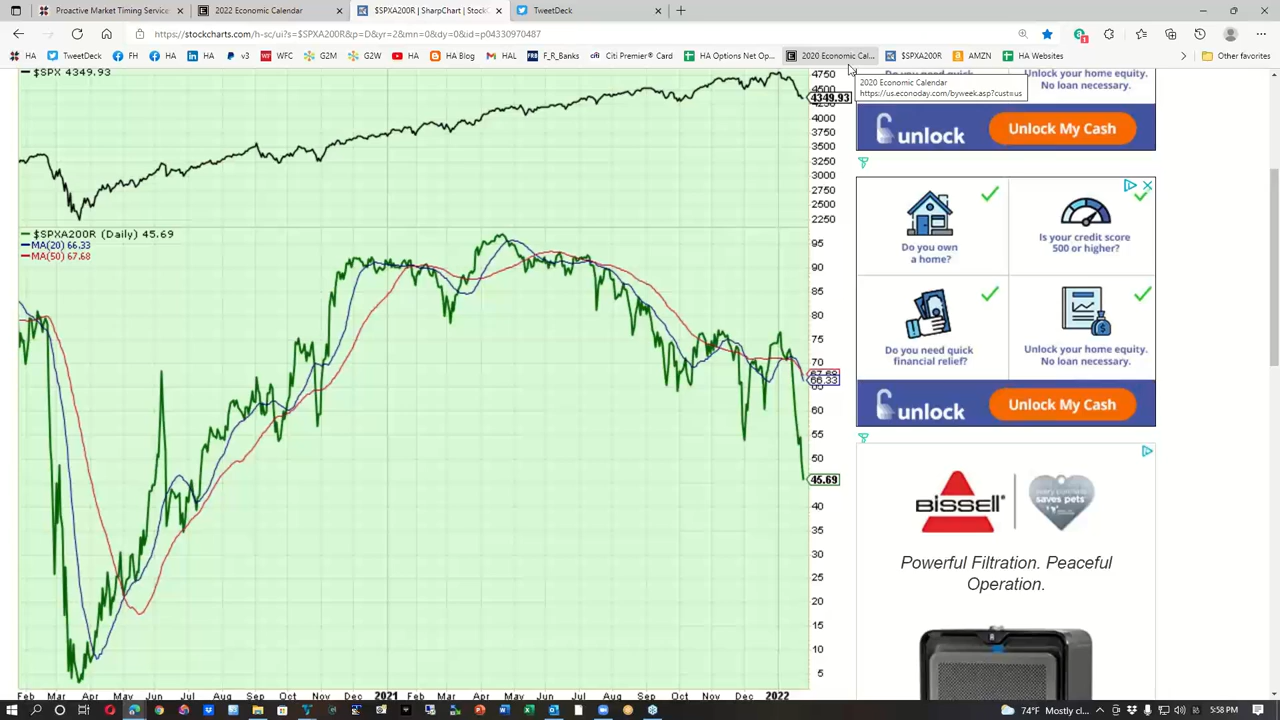 Proactive Market Timing Service
2022 Economic Calendar
$SPXA200R | SharpChart | StockC
TweetDeck
https://stockcharts.com/h-sc/ui?s=$SPXA200R&p=D&yr=2&mn=0&dy=0&id=p04330970487
HA
TweetDeck
FH
HA
HA
v3
WFC
G2M
G2W
HA
HA Blog
HA - FML
F_R_Banks
Citi Premier® Card
HA Options Net Op...
2020 Economic Cal...
$SPXA200R
AMZN
HA Websites
Other favorites
2020 Economic Calendar
https://us.econoday.com/byweek.asp?cust=us
$SPX 4349.93
4750
4500
4349.93
4000
3750
3500
3250
3000
2750
2500
2250
$SPXA200R (Daily) 45.69
MA(20) 66.33
MA(50) 67.68
95
90
85
80
75
70
67.68
66.33
65
60
55
50
45.69
40
35
30
25
20
15
10
5
Feb Mar Apr May Jun Jul Aug Sep Oct Nov Dec 2021 Feb Mar Apr May Jun Jul Aug Sep Oct Nov Dec 2022
Unlock your home equity.
No loan necessary.
unlock
Unlock My Cash
Do you own
a home?
Is your credit score
500 or higher?
Do you need quick
financial relief?
Unlock your home equity.
No loan necessary.
unlock
Unlock My Cash
BISSELL®
every purchase
saves pets™
Powerful Filtration. Peaceful
Operation.
74°F Mostly c...
5:58 PM